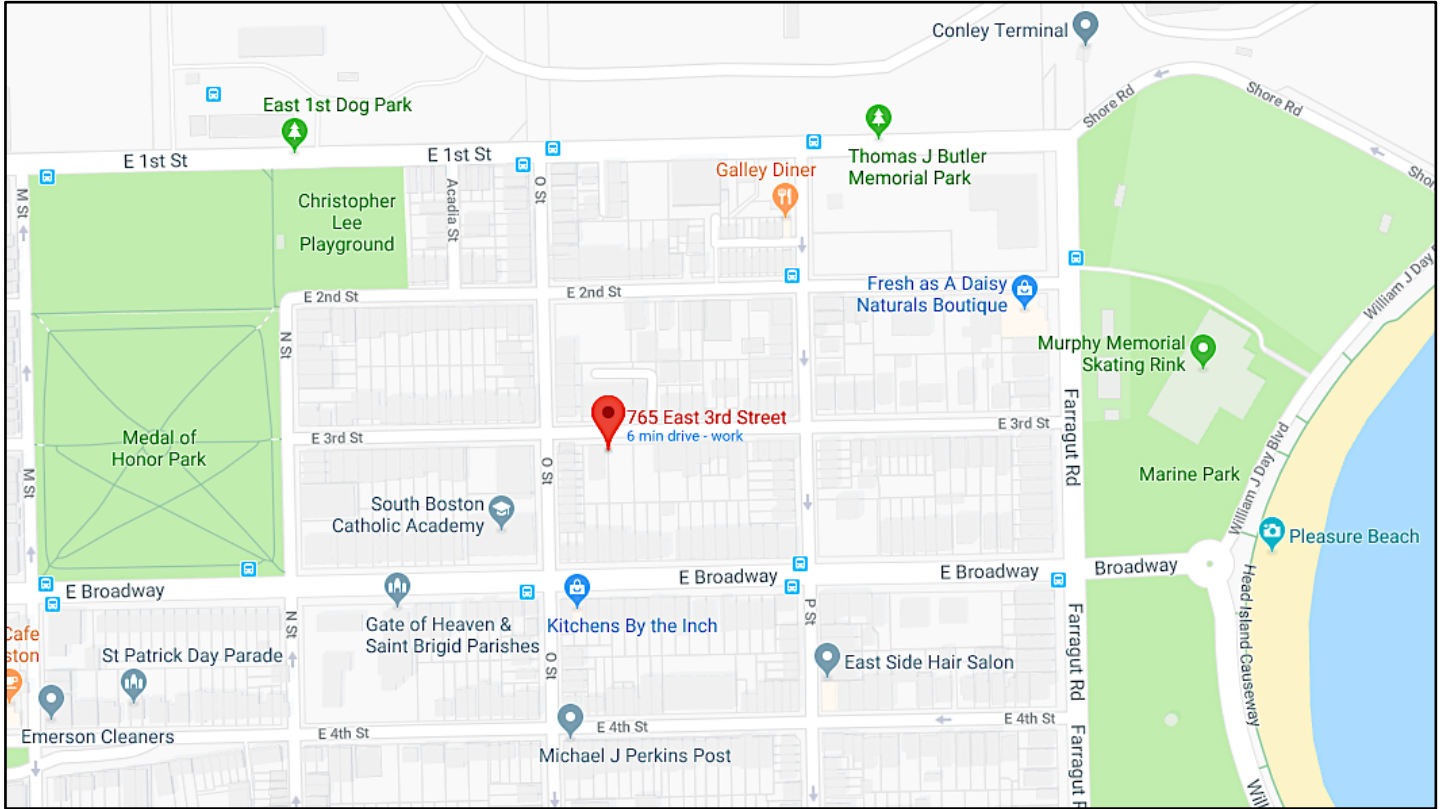 Conley Terminal
East 1st Dog Park
Shore Rd
Shore Rd
E 1st St
E 1st St
Thomas J Butler
Memorial Park
Galley Diner
M St
Acadia St
O St
Christopher
Lee
Playground
E 2nd St
E 2nd St
Fresh as A Daisy
Naturals Boutique
William J Day
N St
Murphy Memorial
Skating Rink
765 East 3rd Street
6 min drive - work
E 3rd St
E 3rd St
Farragut Rd
Medal of
Honor Park
M St
O St
Marine Park
William J Day Blvd
South Boston
Catholic Academy
Pleasure Beach
E Broadway
E Broadway
E Broadway
Broadway
Head Island Causeway
N St
Gate of Heaven &
Saint Brigid Parishes
Kitchens By the Inch
P St
Farragut Rd
Cafe
ston
St Patrick Day Parade
O St
East Side Hair Salon
Emerson Cleaners
E 4th St
E 4th St
E 4th St
Michael J Perkins Post
Farragut